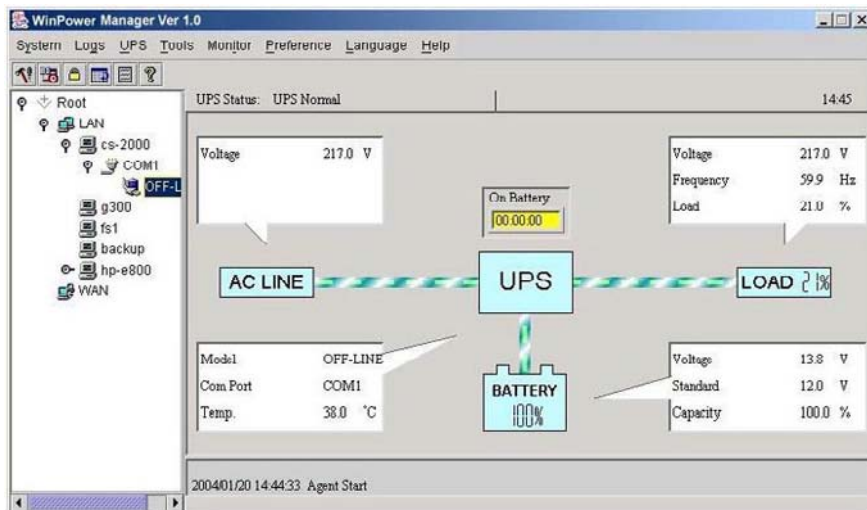 WinPower Manager Ver 1.0
System Logs UPS Tools Monitor Preference Language Help
Root
LAN
cs-2000
COM1
OFF-L
g300
fs1
backup
hp-e800
WAN
UPS Status: UPS Normal 14:45
Voltage 217.0 V
On Battery
00:00:00
Voltage 217.0 V
Frequency 59.9 Hz
Load 21.0 %
AC LINE
UPS
LOAD 21%
Model OFF-LINE
Com Port COM1
Temp. 38.0 °C
BATTERY
100%
Voltage 13.8 V
Standard 12.0 V
Capacity 100.0 %
2004/01/20 14:44:33 Agent Start